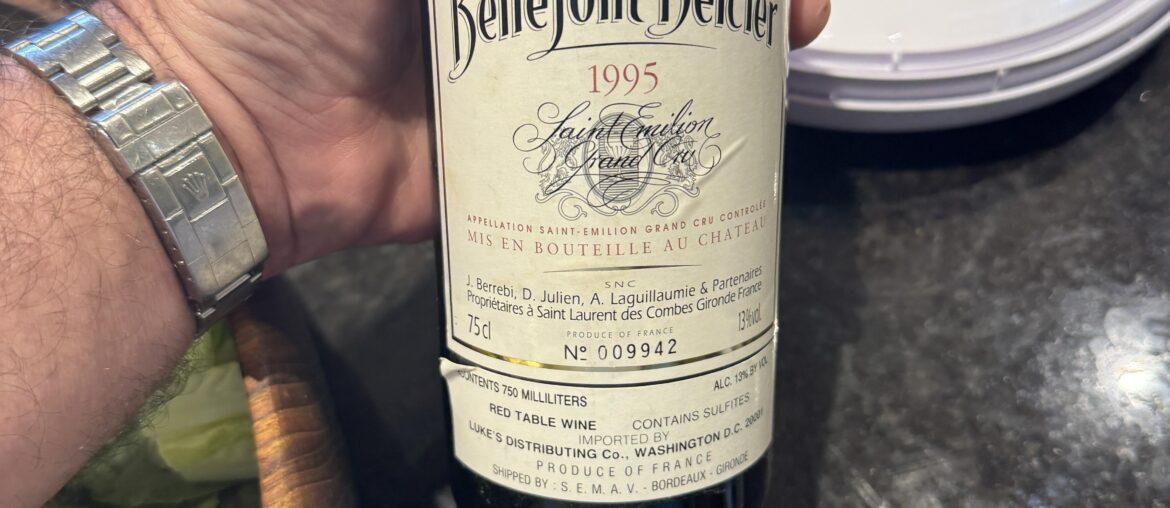 Bellefont Belcier
1995
Saint Emilion
Grand Cru
APPELLATION SAINT-EMILION GRAND CRU CONTROLÉE
MIS EN BOUTEILLE AU CHATEAU
SNC
J. Berrebi, D. Julien, A. Laguillaumie & Partenaires
Propriétaires à Saint Laurent des Combes Gironde France
75 cl
PRODUCE OF FRANCE
13%vol.
Nº 009942
CONTENTS 750 MILLILITERS
ALC. 13% BY VOL
RED TABLE WINE
CONTAINS SULFITES
IMPORTED BY
LUKE'S DISTRIBUTING Co., WASHINGTON D.C. 20001
PRODUCE OF FRANCE
SHIPPED BY : S.E.M.A.V. - BORDEAUX - GIRONDE